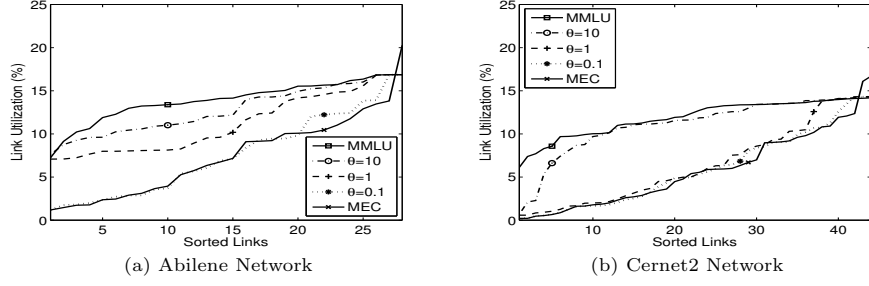 25
20
15
10
5
0
Link Utilization (%)
5
10
15
20
25
Sorted Links
MMLU
θ=10
θ=1
θ=0.1
MEC
(a) Abilene Network
25
20
15
10
5
0
Link Utilization (%)
10
20
30
40
Sorted Links
MMLU
θ=10
θ=1
θ=0.1
MEC
(b) Cernet2 Network